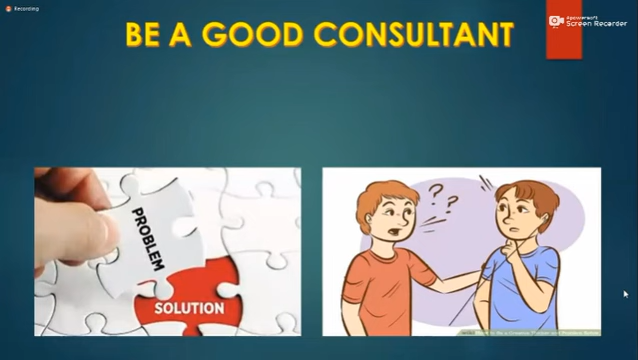 Recording
BE A GOOD CONSULTANT
Apowersoft
Screen Recorder
PROBLEM
SOLUTION
? ?